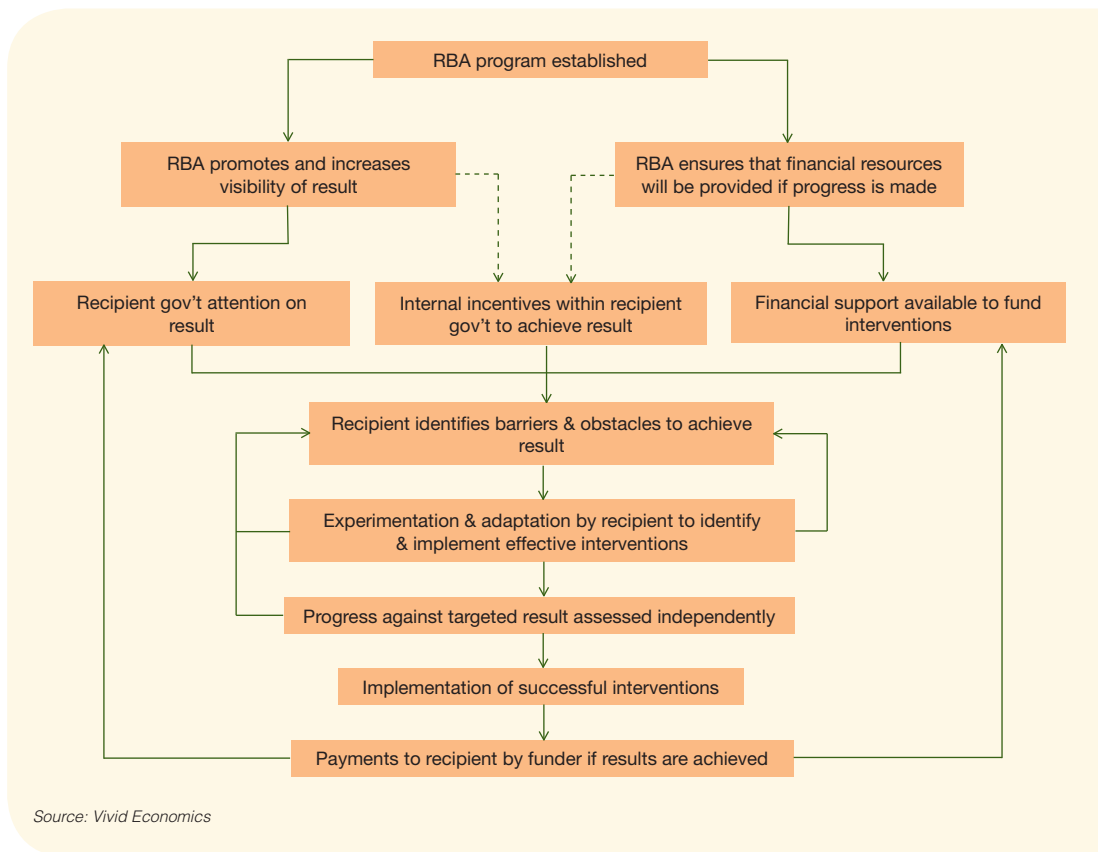 RBA program established
RBA promotes and increases
visibility of result
RBA ensures that financial resources
will be provided if progress is made
Recipient gov't attention on
result
Internal incentives within recipient
gov't to achieve result
Financial support available to fund
interventions
Recipient identifies barriers & obstacles to achieve
result
Experimentation & adaptation by recipient to identify
& implement effective interventions
Progress against targeted result assessed independently
Implementation of successful interventions
Payments to recipient by funder if results are achieved
Source: Vivid Economics